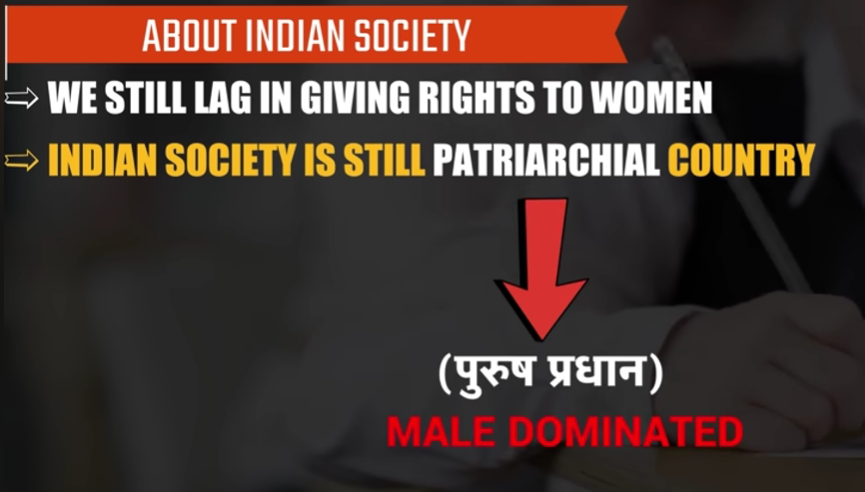 ABOUT INDIAN SOCIETY
⇨ WE STILL LAG IN GIVING RIGHTS TO WOMEN
⇨ INDIAN SOCIETY IS STILL PATRIARCHIAL COUNTRY
(पुरुष प्रधान)
MALE DOMINATED